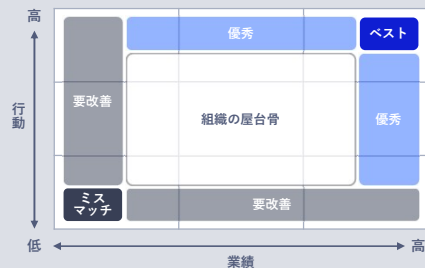 高
優秀
ベスト
行動
要改善
組織の屋台骨
優秀
ミス
マッチ
要改善
低
高
業績